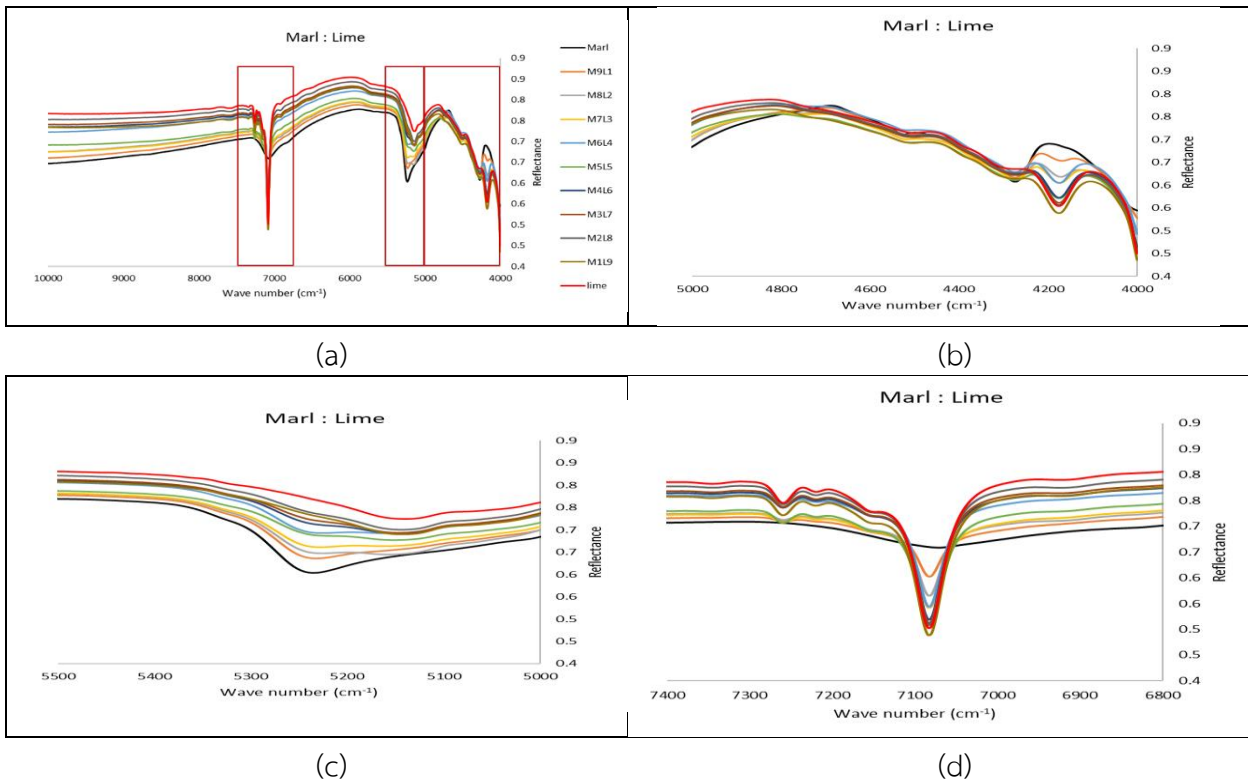 Marl : Lime
0.9
0.9
0.8
0.8
0.7
0.7
0.6
0.6
0.5
0.5
0.4
Reflectance
10000 9000 8000 7000 6000 5000 4000
Wave number (cm⁻¹)
Marl
M9L1
M8L2
M7L3
M6L4
M5L5
M4L6
M3L7
M2L8
M1L9
lime
(a)
Marl : Lime
0.9
0.9
0.8
0.8
0.7
0.7
0.6
0.6
0.5
0.5
0.4
Reflectance
5000 4800 4600 4400 4200 4000
Wave number (cm⁻¹)
(b)
Marl : Lime
0.9
0.9
0.8
0.8
0.7
0.7
0.6
0.6
0.5
0.5
0.4
Reflectance
5500 5400 5300 5200 5100 5000
Wave number (cm⁻¹)
(c)
Marl : Lime
0.9
0.9
0.8
0.8
0.7
0.7
0.6
0.6
0.5
0.5
0.4
Reflectance
7400 7300 7200 7100 7000 6900 6800
Wave number (cm⁻¹)
(d)